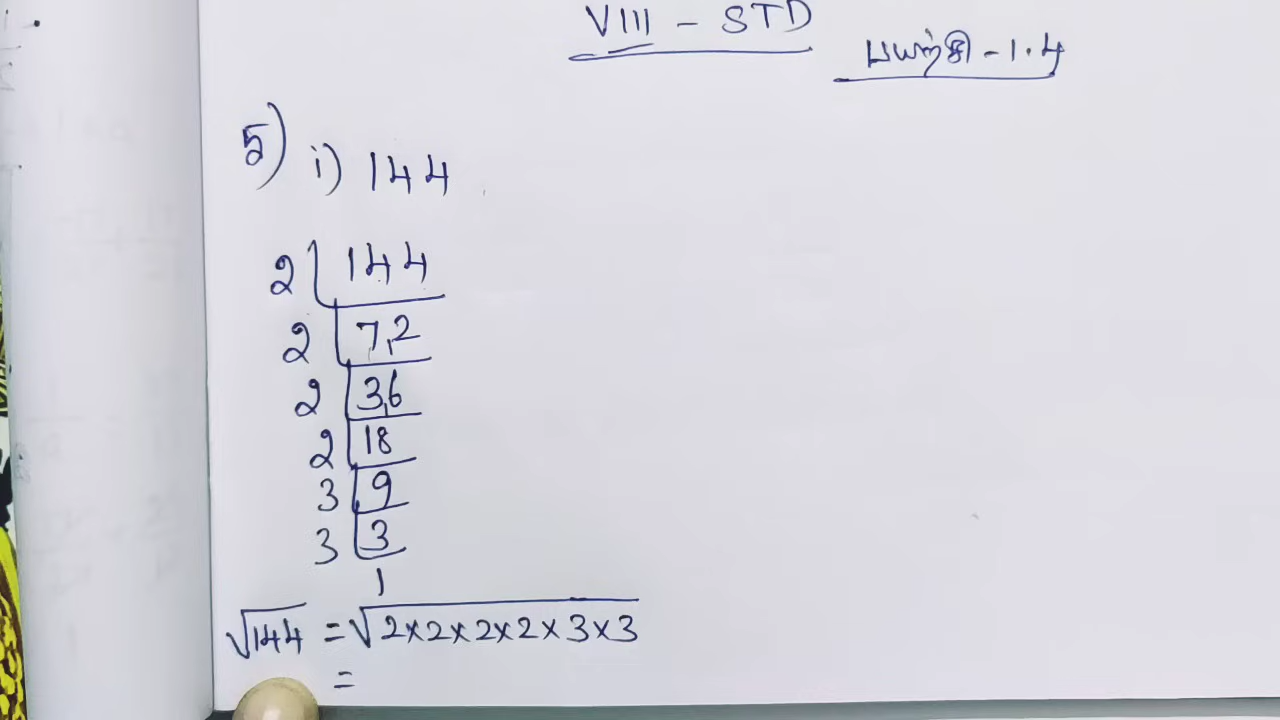 VIII - STD
பயிற்சி - 1.4
5) i) 144
2 144
2 72
2 36
2 18
3 9
3 3
1
√144 = √2×2×2×2×3×3
=